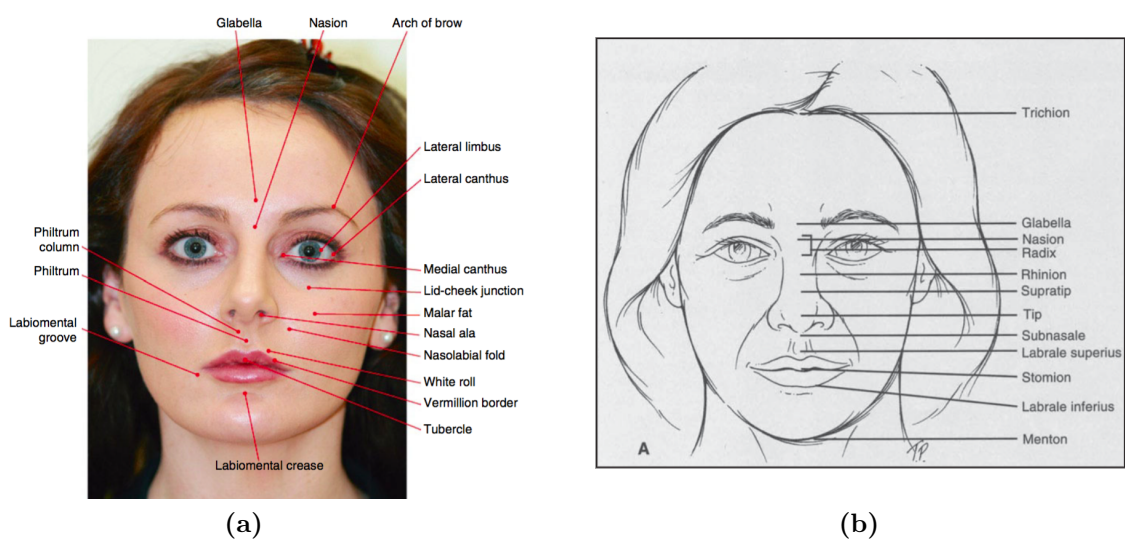 Glabella
Nasion
Arch of brow
Lateral limbus
Lateral canthus
Philtrum
column
Philtrum
Labiomental
groove
Medial canthus
Lid-cheek junction
Malar fat
Nasal ala
Nasolabial fold
White roll
Vermillion border
Tubercle
Labiomental crease
(a)
Trichion
Glabella
Nasion
Radix
Rhinion
Supratip
Tip
Subnasale
Labrale superius
Stomion
Labrale inferius
Menton
A
T.P.
(b)